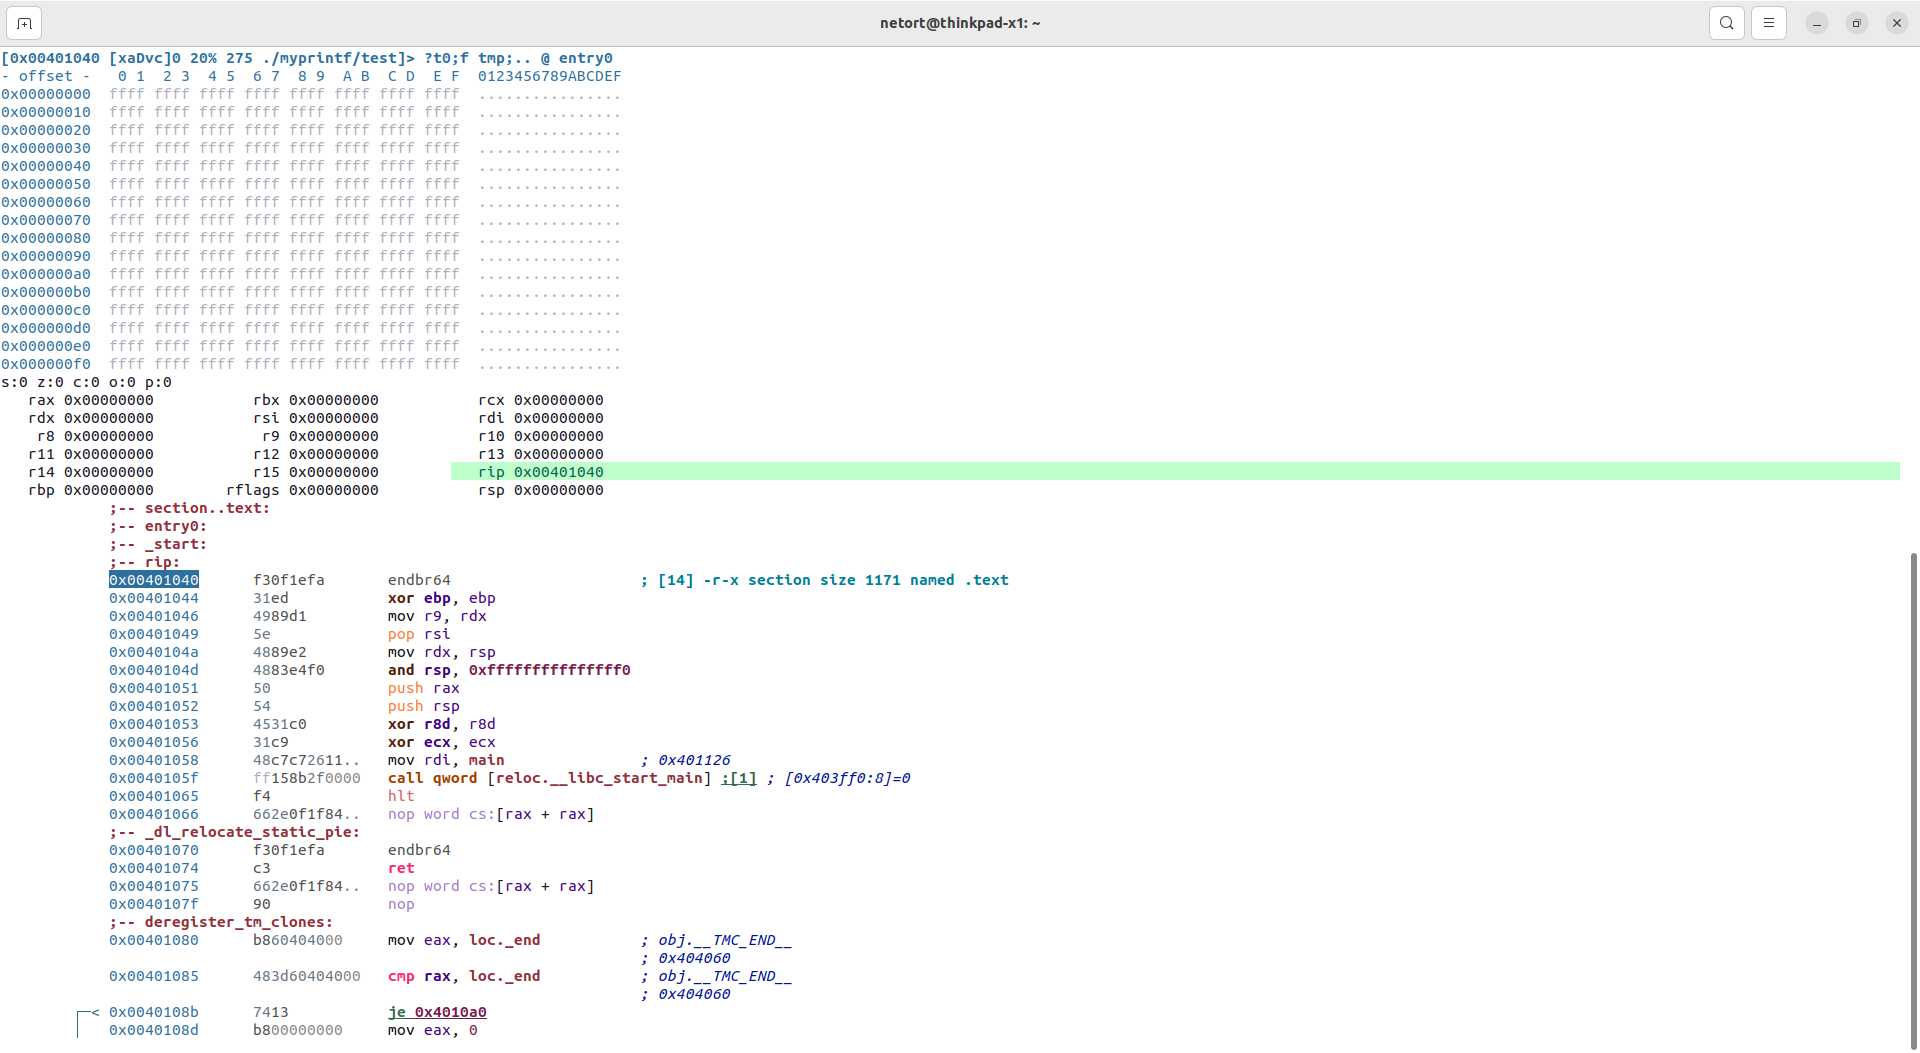 netort@thinkpad-x1: ~
[0x00401040 [xaDvc]0 20% 275 ./myprintf/test]> ?t0;f tmp;.. @ entry0
- offset -   0 1  2 3  4 5  6 7  8 9  A B  C D  E F  0123456789ABCDEF
0x00000000  ffff ffff ffff ffff ffff ffff ffff ffff  ................
0x00000010  ffff ffff ffff ffff ffff ffff ffff ffff  ................
0x00000020  ffff ffff ffff ffff ffff ffff ffff ffff  ................
0x00000030  ffff ffff ffff ffff ffff ffff ffff ffff  ................
0x00000040  ffff ffff ffff ffff ffff ffff ffff ffff  ................
0x00000050  ffff ffff ffff ffff ffff ffff ffff ffff  ................
0x00000060  ffff ffff ffff ffff ffff ffff ffff ffff  ................
0x00000070  ffff ffff ffff ffff ffff ffff ffff ffff  ................
0x00000080  ffff ffff ffff ffff ffff ffff ffff ffff  ................
0x00000090  ffff ffff ffff ffff ffff ffff ffff ffff  ................
0x000000a0  ffff ffff ffff ffff ffff ffff ffff ffff  ................
0x000000b0  ffff ffff ffff ffff ffff ffff ffff ffff  ................
0x000000c0  ffff ffff ffff ffff ffff ffff ffff ffff  ................
0x000000d0  ffff ffff ffff ffff ffff ffff ffff ffff  ................
0x000000e0  ffff ffff ffff ffff ffff ffff ffff ffff  ................
0x000000f0  ffff ffff ffff ffff ffff ffff ffff ffff  ................
s:0 z:0 c:0 o:0 p:0
rax 0x00000000           rbx 0x00000000           rcx 0x00000000
rdx 0x00000000           rsi 0x00000000           rdi 0x00000000
r8 0x00000000            r9 0x00000000           r10 0x00000000
r11 0x00000000           r12 0x00000000           r13 0x00000000
r14 0x00000000           r15 0x00000000           rip 0x00401040
rbp 0x00000000        rflags 0x00000000           rsp 0x00000000
;-- section..text:
;-- entry0:
;-- _start:
;-- rip:
0x00401040      f30f1efa       endbr64                     ; [14] -r-x section size 1171 named .text
0x00401044      31ed           xor ebp, ebp
0x00401046      4989d1         mov r9, rdx
0x00401049      5e             pop rsi
0x0040104a      4889e2         mov rdx, rsp
0x0040104d      4883e4f0       and rsp, 0xfffffffffffffff0
0x00401051      50             push rax
0x00401052      54             push rsp
0x00401053      4531c0         xor r8d, r8d
0x00401056      31c9           xor ecx, ecx
0x00401058      48c7c72611..   mov rdi, main               ; 0x401126
0x0040105f      ff158b2f0000   call qword [reloc.__libc_start_main] ;[1] ; [0x403ff0:8]=0
0x00401065      f4             hlt
0x00401066      662e0f1f84..   nop word cs:[rax + rax]
;-- _dl_relocate_static_pie:
0x00401070      f30f1efa       endbr64
0x00401074      c3             ret
0x00401075      662e0f1f84..   nop word cs:[rax + rax]
0x0040107f      90             nop
;-- deregister_tm_clones:
0x00401080      b860404000     mov eax, loc._end           ; obj.__TMC_END__
; 0x404060
0x00401085      483d60404000   cmp rax, loc._end           ; obj.__TMC_END__
; 0x404060
< 0x0040108b      7413           je 0x4010a0
0x0040108d      b800000000     mov eax, 0